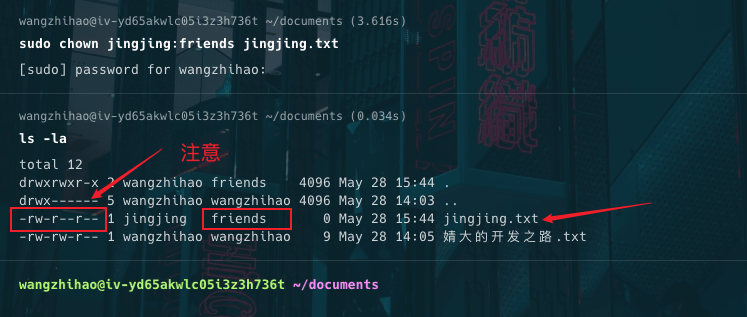 wangzhihao@iv-yd65akwlc05i3z3h736t ~/documents (3.616s)
sudo chown jingjing:friends jingjing.txt
[sudo] password for wangzhihao:
wangzhihao@iv-yd65akwlc05i3z3h736t ~/documents (0.034s)
ls -la
注意
total 12
drwxrwxr-x 2 wangzhihao friends    4096 May 28 15:44 .
drwx------ 5 wangzhihao wangzhihao 4096 May 28 14:03 ..
-rw-r--r-- 1 jingjing   friends       0 May 28 15:44 jingjing.txt
-rw-rw-r-- 1 wangzhihao wangzhihao    9 May 28 14:05 婧大的开发之路.txt
wangzhihao@iv-yd65akwlc05i3z3h736t ~/documents